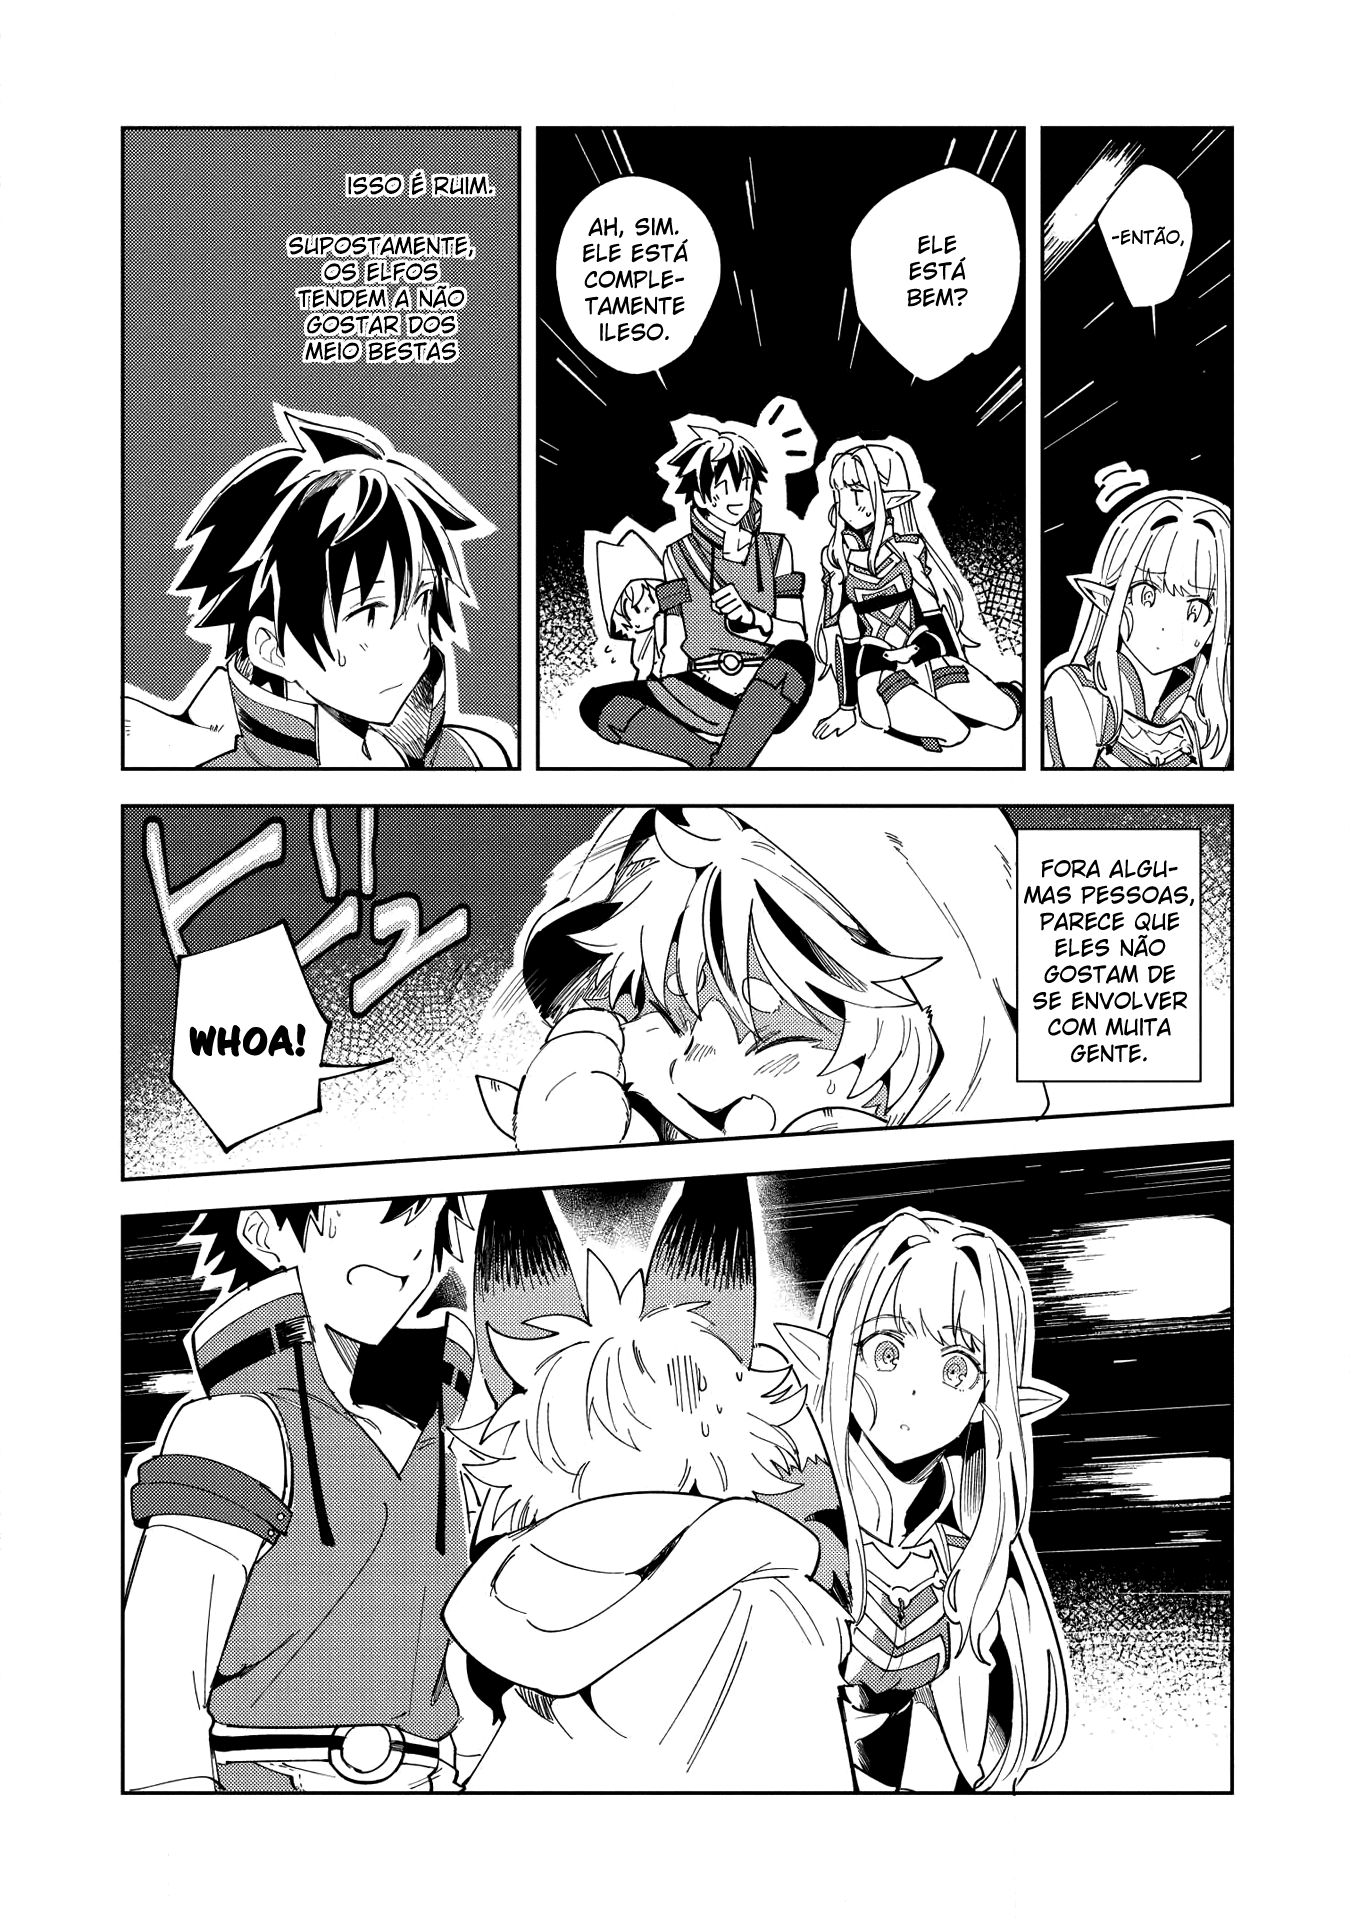 -ENTÃO,
ELE
ESTÁ
BEM?
AH, SIM.
ELE ESTÁ
COMPLE-
TAMENTE
ILESO.
ISSO É RUIM.
SUPOSTAMENTE,
OS ELFOS
TENDEM A NÃO
GOSTAR DOS
MEIO BESTAS
FORA ALGU-
MAS PESSOAS,
PARECE QUE
ELES NÃO
GOSTAM DE
SE ENVOLVER
COM MUITA
GENTE.
ビュ
WHOA!